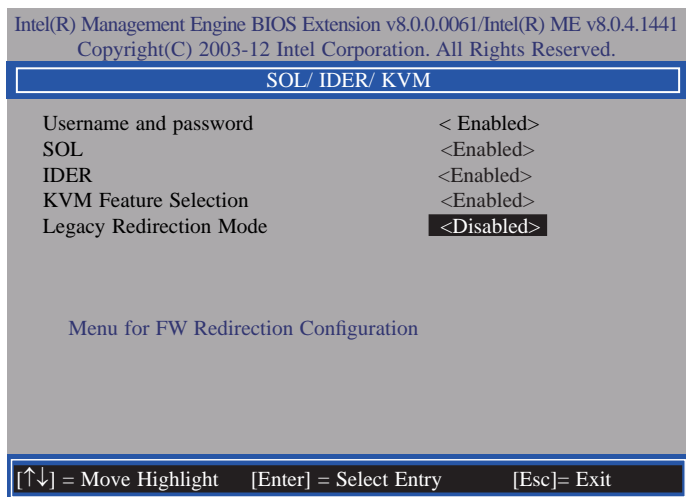 Intel(R) Management Engine BIOS Extension v8.0.0.0061/Intel(R) ME v8.0.4.1441
Copyright(C) 2003-12 Intel Corporation. All Rights Reserved.
SOL/ IDER/ KVM
Username and password < Enabled>
SOL <Enabled>
IDER <Enabled>
KVM Feature Selection <Enabled>
Legacy Redirection Mode <Disabled>
Menu for FW Redirection Configuration
[↑↓] = Move Highlight [Enter] = Select Entry [Esc]= Exit